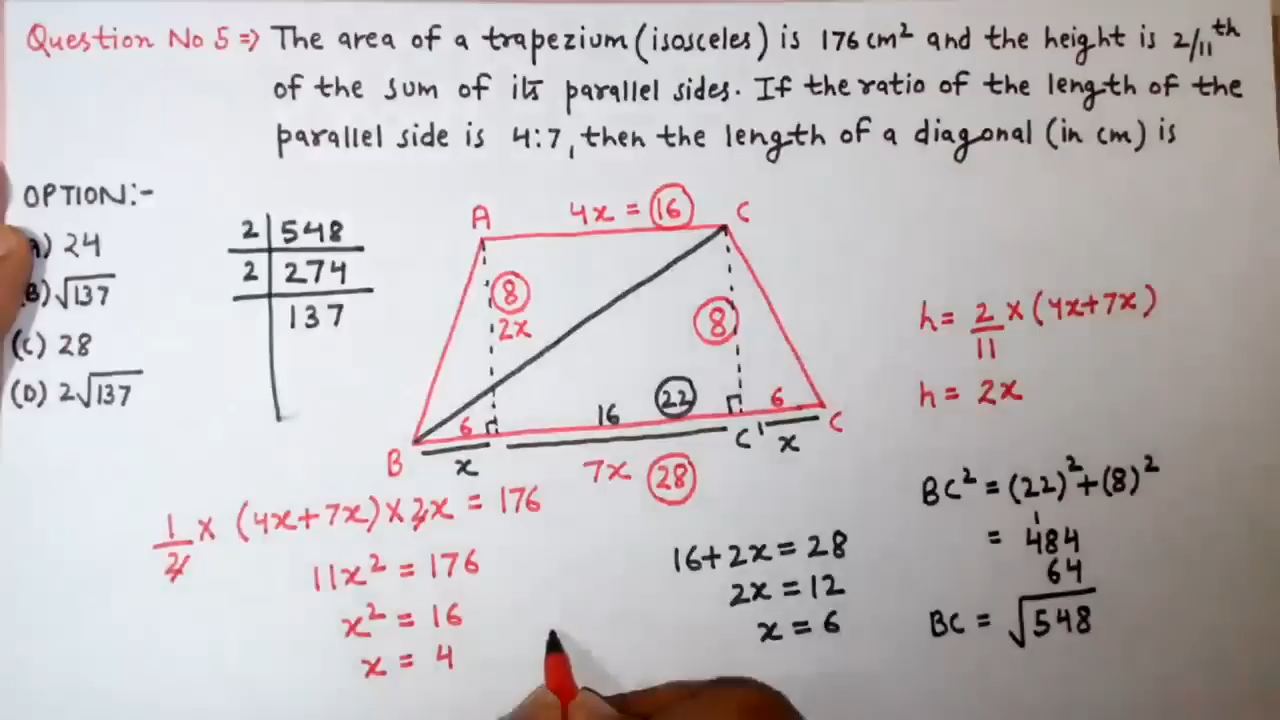 Question No 5 => The area of a trapezium (isosceles) is 176 cm² and the height is 2/11th
of the sum of its parallel sides. If the ratio of the length of the
parallel side is 4:7, then the length of a diagonal (in cm) is
OPTION:-
A) 24
B) √137
(C) 28
(D) 2√137
2 | 548
2 | 274
137
A 4x = 16 C
8
2x
8
6 16 22 6
B x C' x C
7x 28
h = 2/11 × (4x+7x)
h = 2x
1/2 × (4x+7x) × 2x = 176
11x² = 176
x² = 16
x = 4
16+2x = 28
2x = 12
x = 6
BC² = (22)² + (8)²
1
= 484
64
BC = √548